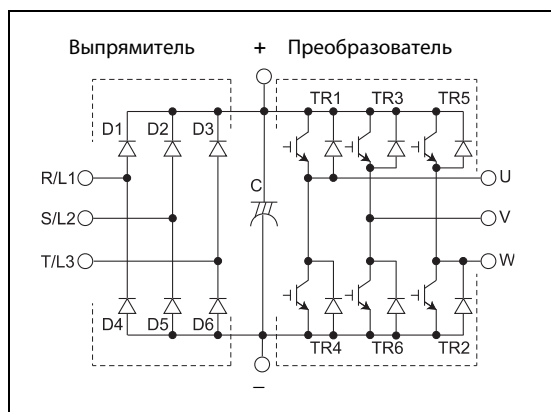 Выпрямитель + Преобразователь
TR1 TR3 TR5
D1 D2 D3
R/L1 C U
S/L2 V
T/L3 W
D4 D5 D6
TR4 TR6 TR2
–